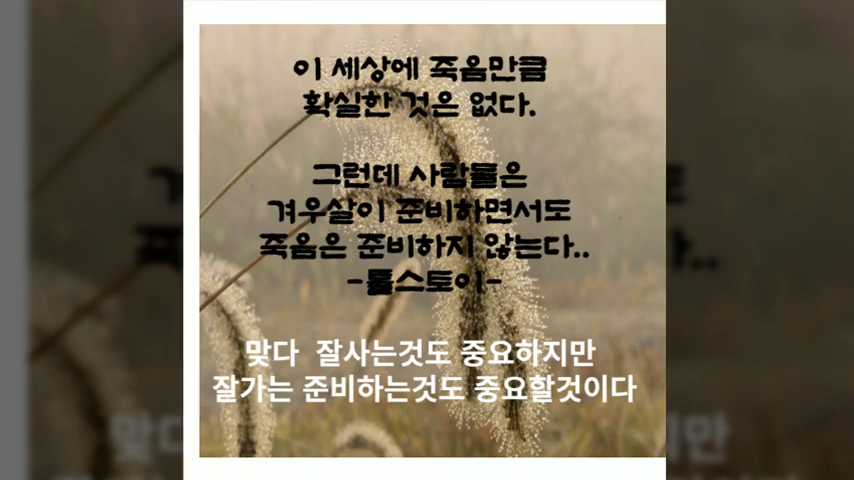 이 세상에 죽음만큼
확실한 것은 없다.
그런데 사람들은
겨우살이 준비하면서도
죽음은 준비하지 않는다..
-톨스토이-
맞다 잘사는것도 중요하지만
잘가는 준비하는것도 중요할것이다